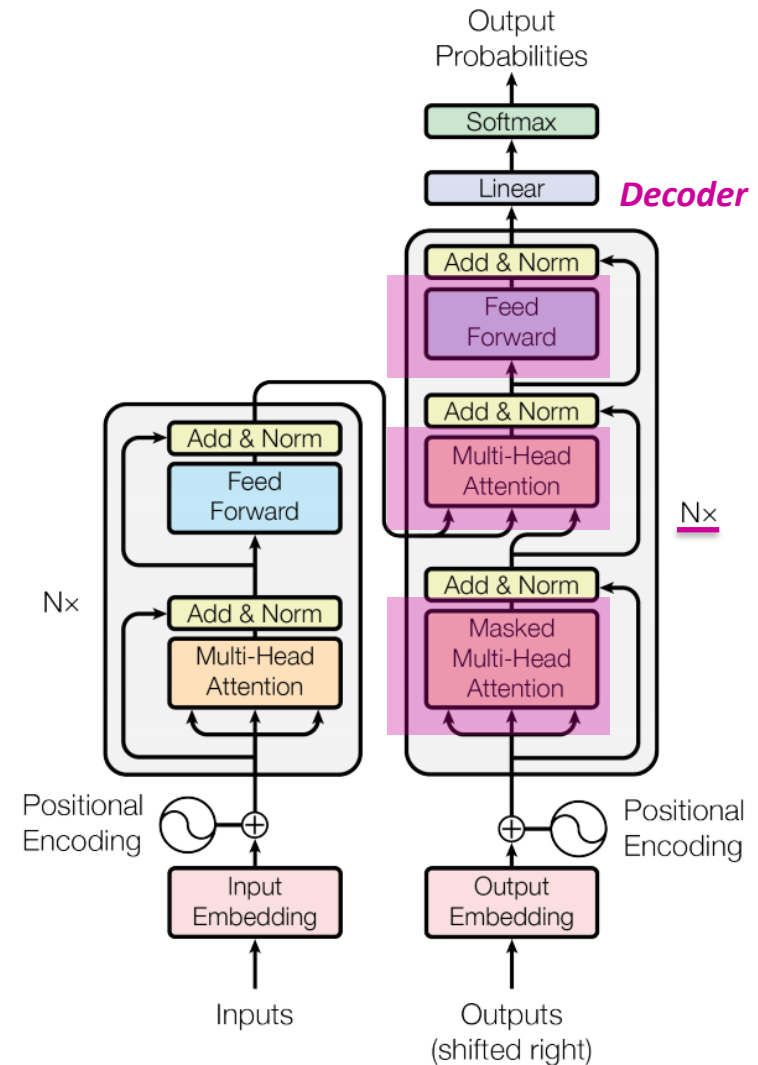 Output
Probabilities
Softmax
Linear
Decoder
Add & Norm
Feed
Forward
Add & Norm
Multi-Head
Attention
Nx
Add & Norm
Masked
Multi-Head
Attention
Add & Norm
Feed
Forward
Nx
Add & Norm
Multi-Head
Attention
Positional
Encoding
Positional
Encoding
Input
Embedding
Output
Embedding
Inputs
Outputs
(shifted right)